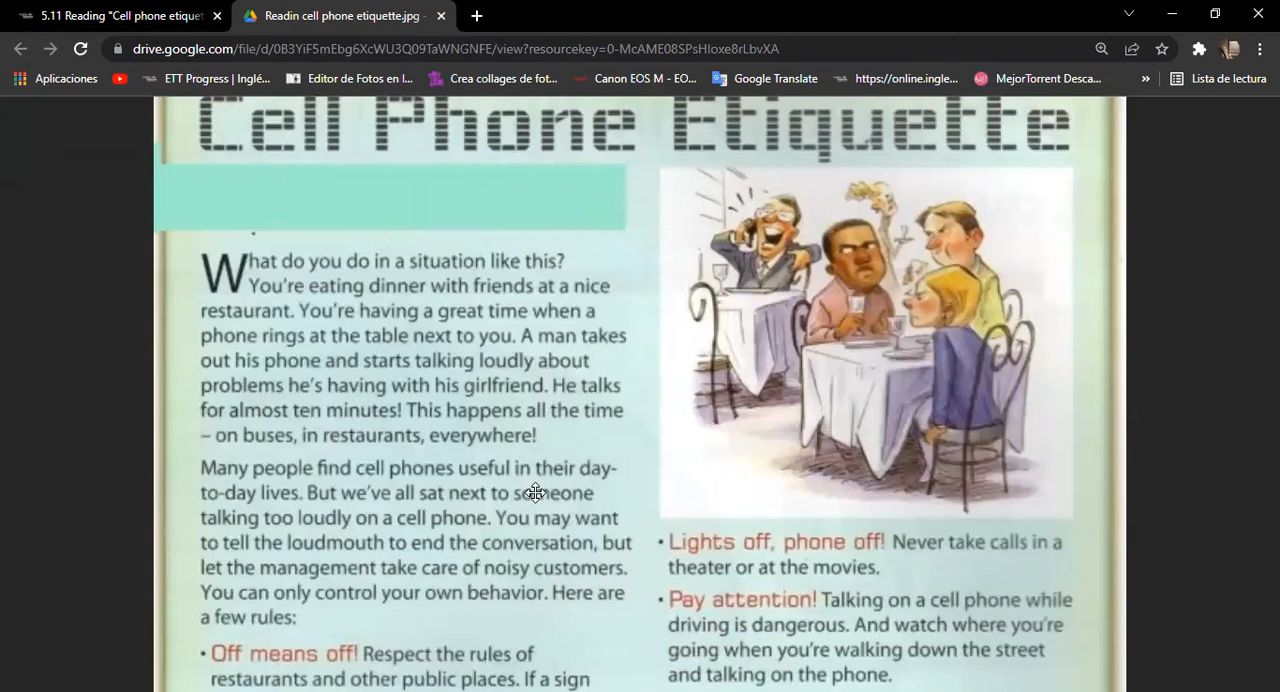 5.11 Reading "Cell phone etiquet
Readin cell phone etiquette.jpg -
drive.google.com/file/d/0B3YiF5mEbg6XcWU3Q09TaWNGNFE/view?resourcekey=0-McAME08SPsHloxe8rLbvXA
Aplicaciones
ETT Progress | Inglé...
Editor de Fotos en l...
Crea collages de fot...
Canon EOS M - EO...
Google Translate
https://online.ingle...
MejorTorrent Desca...
»
Lista de lectura
Cell Phone Etiquette
What do you do in a situation like this?
You're eating dinner with friends at a nice
restaurant. You're having a great time when a
phone rings at the table next to you. A man takes
out his phone and starts talking loudly about
problems he's having with his girlfriend. He talks
for almost ten minutes! This happens all the time
– on buses, in restaurants, everywhere!
Many people find cell phones useful in their day-
to-day lives. But we've all sat next to someone
talking too loudly on a cell phone. You may want
to tell the loudmouth to end the conversation, but
let the management take care of noisy customers.
You can only control your own behavior. Here are
a few rules:
• Off means off! Respect the rules of
restaurants and other public places. If a sign
• Lights off, phone off! Never take calls in a
theater or at the movies.
• Pay attention! Talking on a cell phone while
driving is dangerous. And watch where you're
going when you're walking down the street
and talking on the phone.